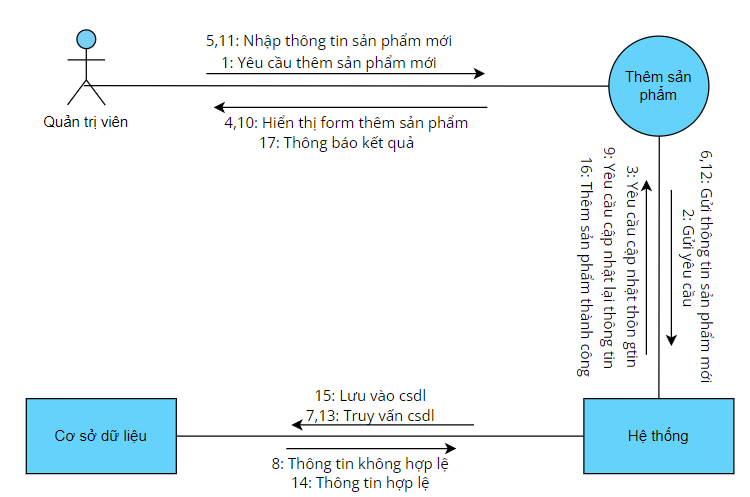 5,11: Nhập thông tin sản phẩm mới
1: Yêu cầu thêm sản phẩm mới
Thêm sản
phẩm
Quản trị viên
4,10: Hiển thị form thêm sản phẩm
17: Thông báo kết quả
6,12: Gửi thông tin sản phẩm mới
2: Gửi yêu cầu
3: Yêu cầu cập nhật thôn gtin
9: Yêu cầu cập nhật lại thông tin
16: Thêm sản phẩm thành công
15: Lưu vào csdl
7,13: Truy vấn csdl
Cơ sở dữ liệu
Hệ thống
8: Thông tin không hợp lệ
14: Thông tin hợp lệ